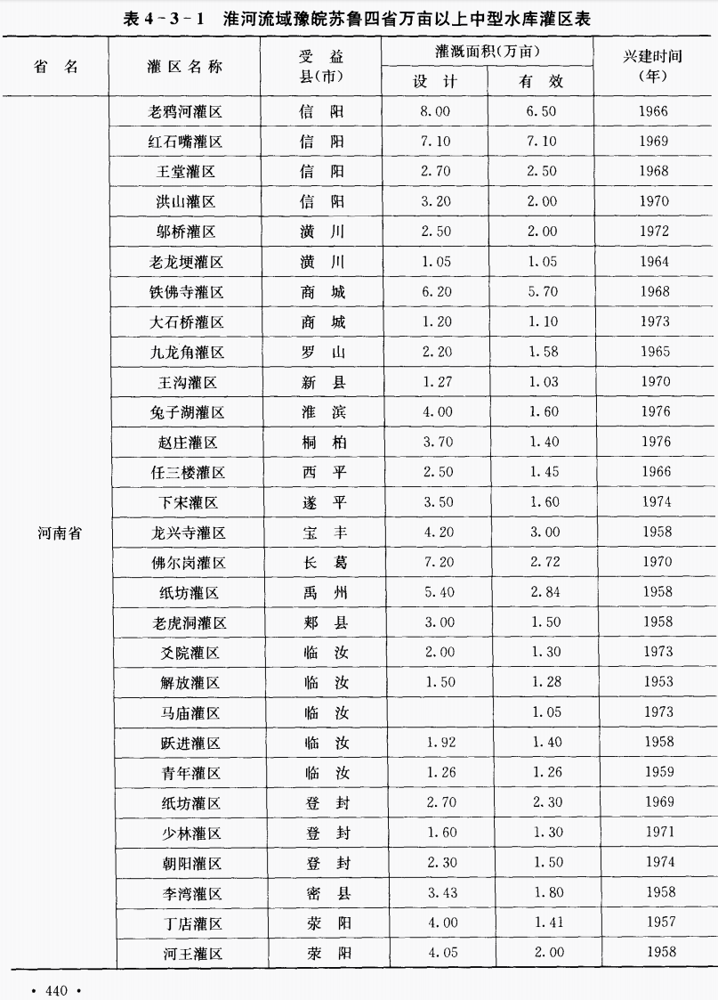 表4-3-1 淮河流域豫皖苏鲁四省万亩以上中型水库灌区表
省名 灌区名称 受益县(市) 灌溉面积(万亩) 兴建时间(年)
设计 有效
河南省
老鸦河灌区 信阳 8.00 6.50 1966
红石嘴灌区 信阳 7.10 7.10 1969
王堂灌区 信阳 2.70 2.50 1968
洪山灌区 信阳 3.20 2.00 1970
邬桥灌区 潢川 2.50 2.00 1972
老龙埂灌区 潢川 1.05 1.05 1964
铁佛寺灌区 商城 6.20 5.70 1968
大石桥灌区 商城 1.20 1.10 1973
九龙角灌区 罗山 2.20 1.58 1965
王沟灌区 新县 1.27 1.03 1970
兔子湖灌区 淮滨 4.00 1.60 1976
赵庄灌区 桐柏 3.70 1.40 1976
任三楼灌区 西平 2.50 1.45 1966
下宋灌区 遂平 3.50 1.60 1974
龙兴寺灌区 宝丰 4.20 3.00 1958
佛尔岗灌区 长葛 7.20 2.72 1970
纸坊灌区 禹州 5.40 2.84 1958
老虎洞灌区 郏县 3.00 1.50 1958
爻院灌区 临汝 2.00 1.30 1973
解放灌区 临汝 1.50 1.28 1953
马庙灌区 临汝 1.05 1973
跃进灌区 临汝 1.92 1.40 1958
青年灌区 临汝 1.26 1.26 1959
纸坊灌区 登封 2.70 2.30 1969
少林灌区 登封 1.60 1.30 1971
朝阳灌区 登封 2.30 1.50 1974
李湾灌区 密县 3.43 1.80 1958
丁店灌区 荥阳 4.00 1.41 1957
河王灌区 荥阳 4.05 2.00 1958
· 440 ·